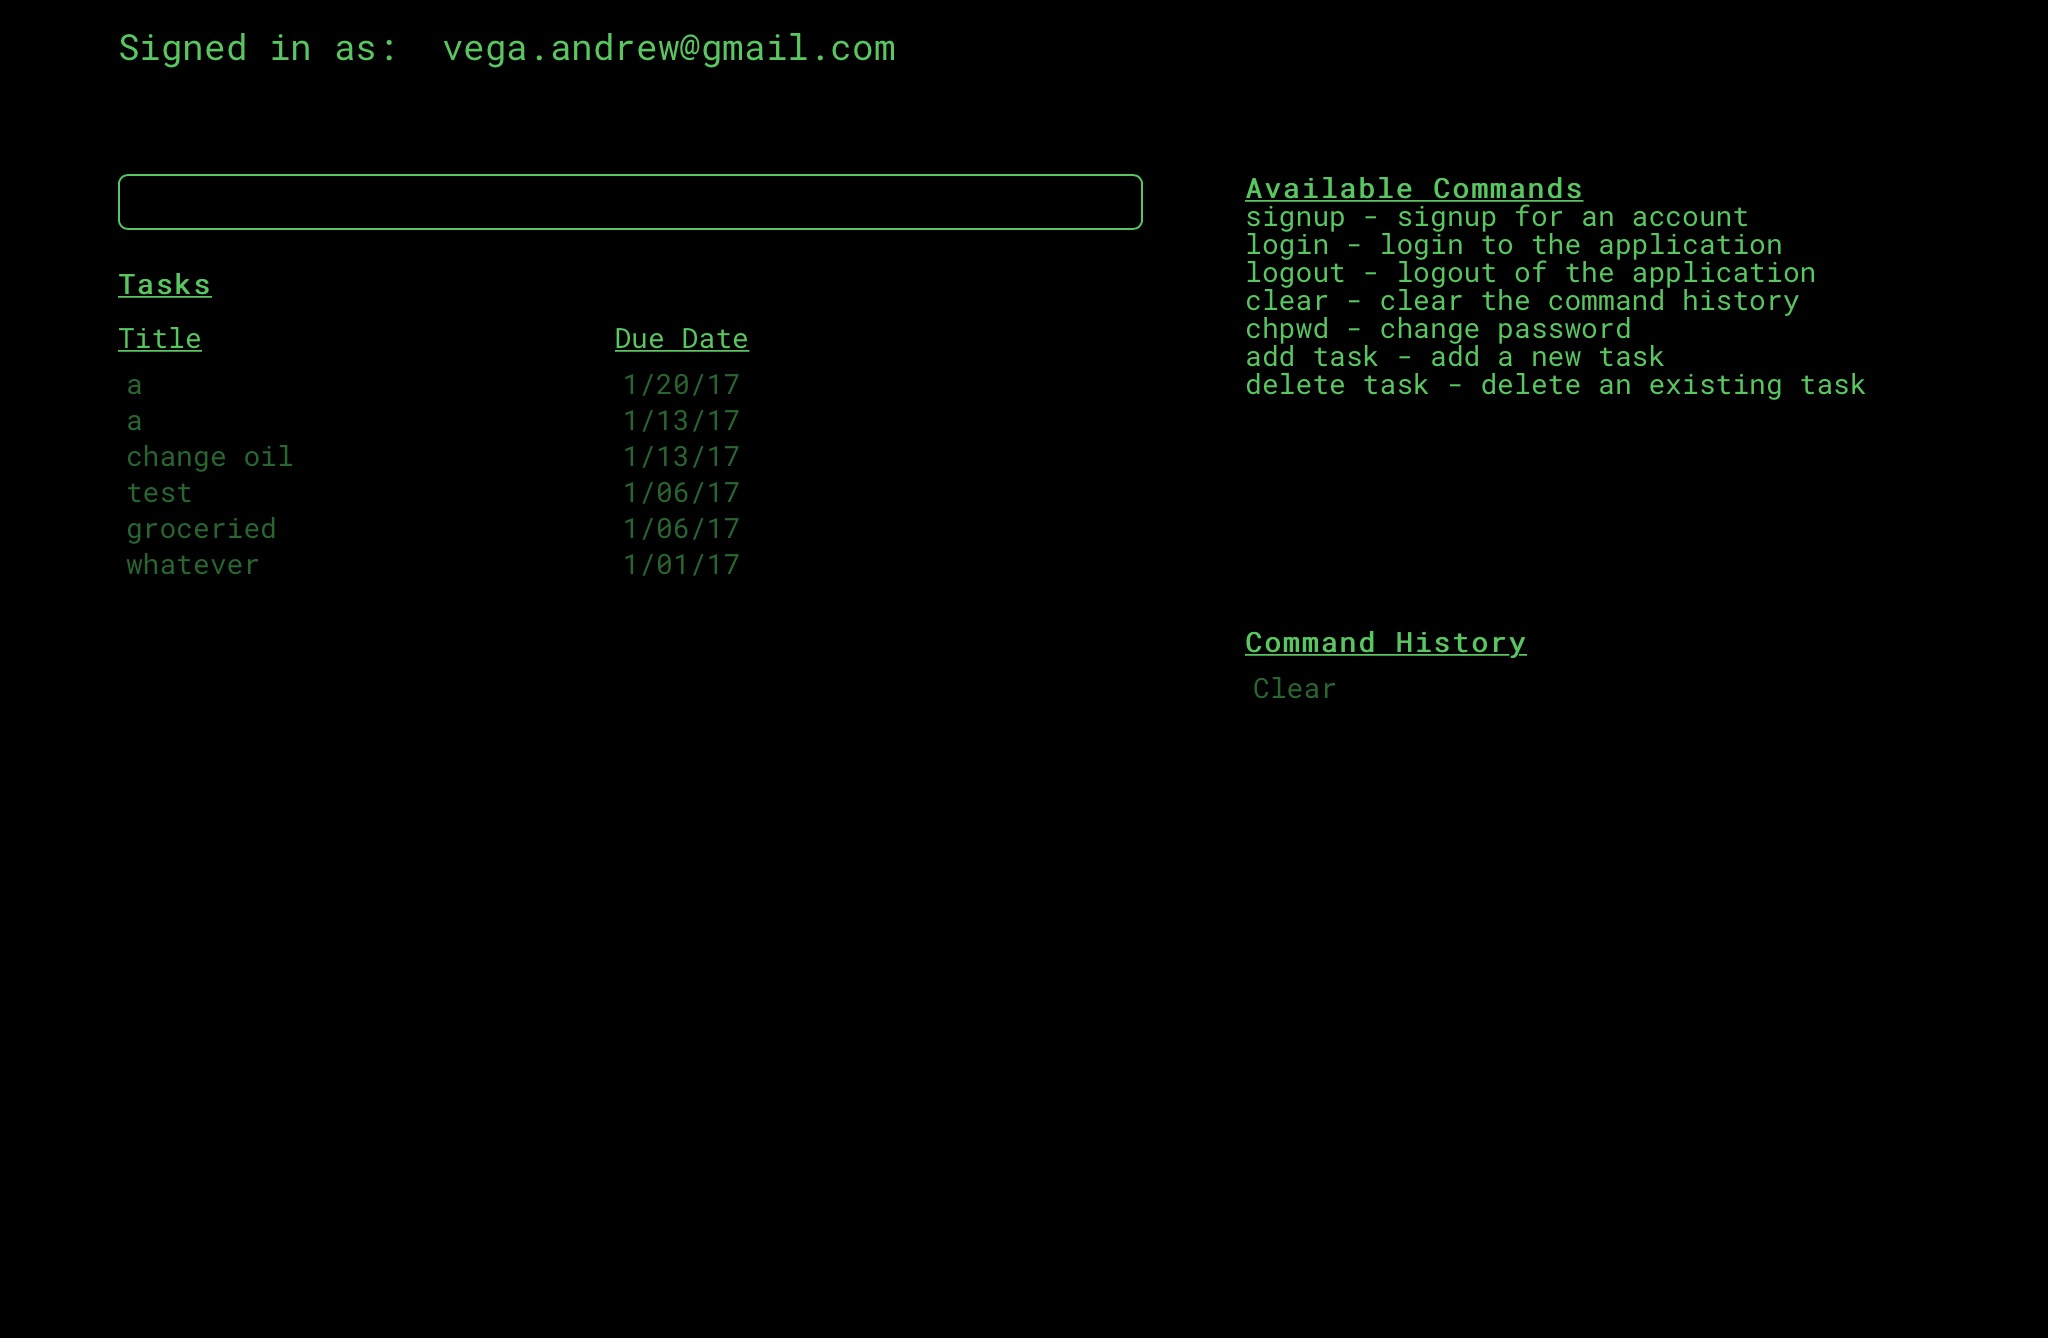 Signed in as:  vega.andrew@gmail.com
Tasks
Title Due Date
a 1/20/17
a 1/13/17
change oil 1/13/17
test 1/06/17
groceried 1/06/17
whatever 1/01/17
Available Commands
signup - signup for an account
login - login to the application
logout - logout of the application
clear - clear the command history
chpwd - change password
add task - add a new task
delete task - delete an existing task
Command History
Clear